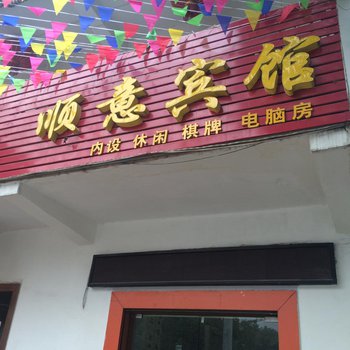 顺意宾馆
内设 休闲 棋牌 电脑房